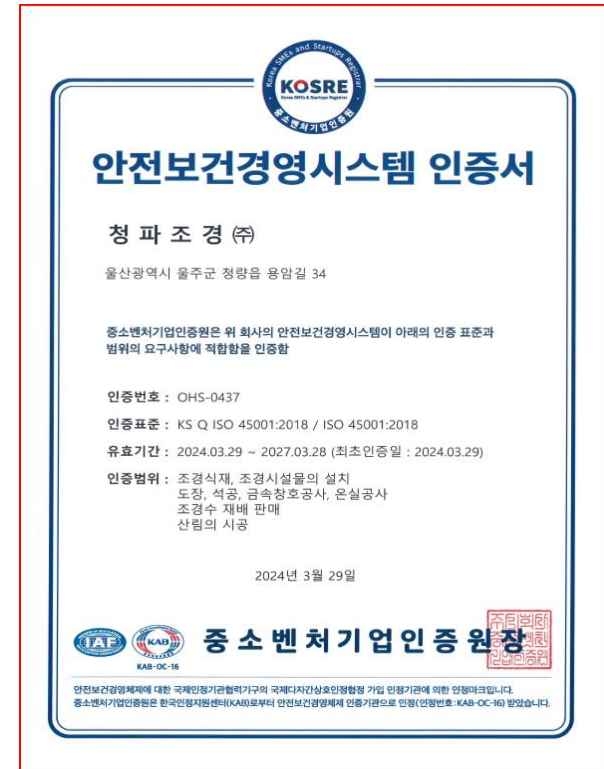 Korea SMEs and Startups Registrar
KOSRE
Korea SMEs & Startups Registrar
중소벤처기업인증원
안전보건경영시스템 인증서
청 파 조 경 ㈜
울산광역시 울주군 청량읍 용암길 34
중소벤처기업인증원은 위 회사의 안전보건경영시스템이 아래의 인증 표준과
범위의 요구사항에 적합함을 인증함
인증번호 : OHS-0437
인증표준 : KS Q ISO 45001:2018 / ISO 45001:2018
유효기간 : 2024.03.29 ~ 2027.03.28 (최초인증일 : 2024.03.29)
인증범위 : 조경식재, 조경시설물의 설치
도장, 석공, 금속창호공사, 온실공사
조경수 재배 판매
산림의 시공
2024년 3월 29일
IAF
KAB
KAB-OC-16
중소벤처기업인증원장
안전보건경영체제에 대한 국제인정기관협력기구의 국제다자간상호인정협정 가입 인정기관에 의한 인정마크입니다.
중소벤처기업인증원은 한국인정지원센터(KAB)로부터 안전보건경영체제 인증기관으로 인정(인정번호:KAB-OC-16) 받았습니다.